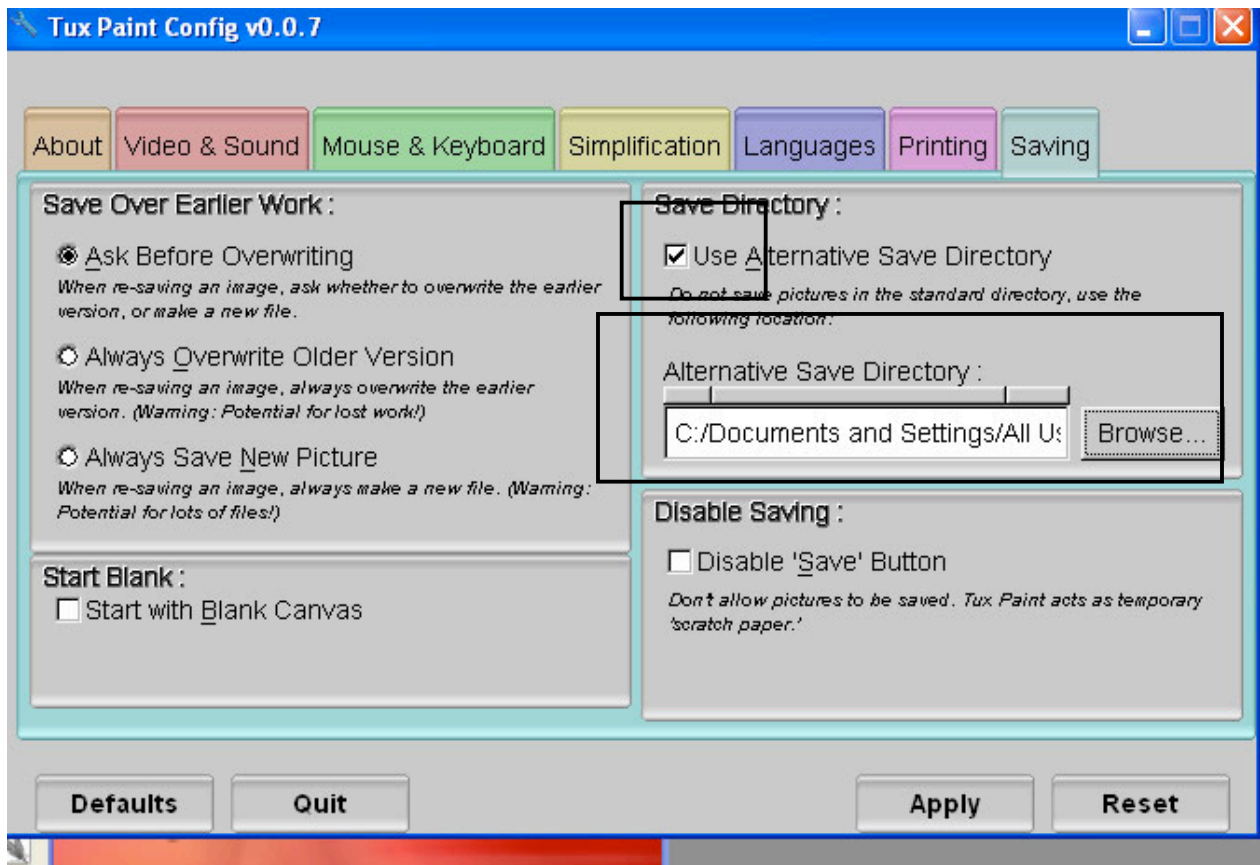 Tux Paint Config v0.0.7
About Video & Sound Mouse & Keyboard Simplification Languages Printing Saving
Save Over Earlier Work :
Ask Before Overwriting
When re-saving an image, ask whether to overwrite the earlier
version, or make a new file.
Always Overwrite Older Version
When re-saving an image, always overwrite the earlier
version. (Warning: Potential for lost work!)
Always Save New Picture
When re-saving an image, always make a new file. (Warning:
Potential for lots of files!)
Start Blank :
Start with Blank Canvas
Save Directory :
Use Alternative Save Directory
Do not save pictures in the standard directory, use the
following location:
Alternative Save Directory :
C:/Documents and Settings/All Us
Browse...
Disable Saving :
Disable 'Save' Button
Don't allow pictures to be saved. Tux Paint acts as temporary
'scratch paper.'
Defaults Quit Apply Reset